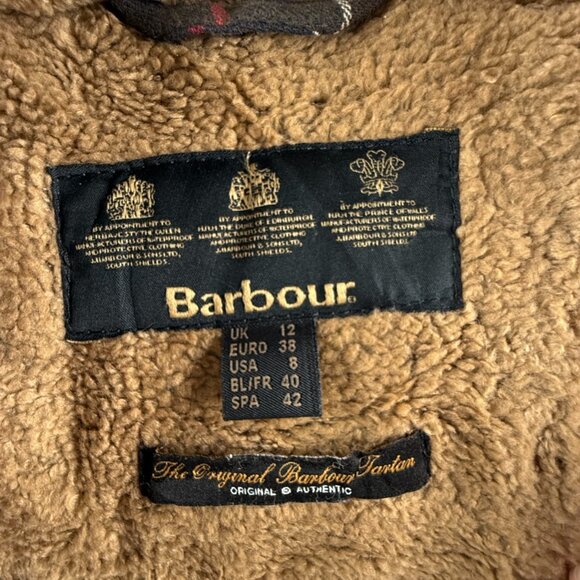 BY APPOINTMENT TO
HER MAJESTY THE QUEEN
MANUFACTURERS OF WATERPROOF
AND PROTECTIVE CLOTHING
J.BARBOUR & SONS LTD,
SOUTH SHIELDS.
BY APPOINTMENT TO
H.R.H. THE DUKE OF EDINBURGH
MANUFACTURERS OF WATERPROOF
AND PROTECTIVE CLOTHING
J.BARBOUR & SONS LTD,
SOUTH SHIELDS.
BY APPOINTMENT TO
H.R.H. THE PRINCE OF WALES
MANUFACTURERS OF WATERPROOF
AND PROTECTIVE CLOTHING
J. BARBOUR & SONS LTD,
SOUTH SHIELDS
Barbour®
UK 12
EURO 38
USA 8
BL/FR 40
SPA 42
The Original Barbour Tartan
ORIGINAL & AUTHENTIC